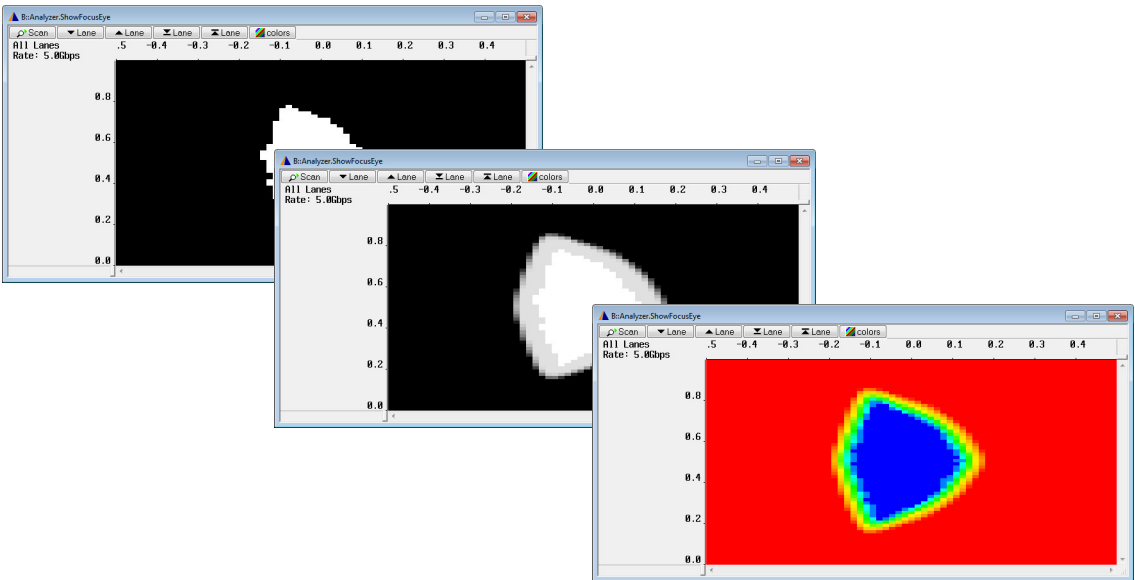 B::Analyzer.ShowFocusEye
Scan Lane Lane Lane Lane colors
All Lanes .5 -0.4 -0.3 -0.2 -0.1 0.0 0.1 0.2 0.3 0.4
Rate: 5.0Gbps
0.8
0.6
0.4
0.2
0.0
B::Analyzer.ShowFocusEye
Scan Lane Lane Lane Lane colors
All Lanes .5 -0.4 -0.3 -0.2 -0.1 0.0 0.1 0.2 0.3 0.4
Rate: 5.0Gbps
0.8
0.6
0.4
0.2
0.0
B::Analyzer.ShowFocusEye
Scan Lane Lane Lane Lane colors
All Lanes .5 -0.4 -0.3 -0.2 -0.1 0.0 0.1 0.2 0.3 0.4
Rate: 5.0Gbps
0.8
0.6
0.4
0.2
0.0